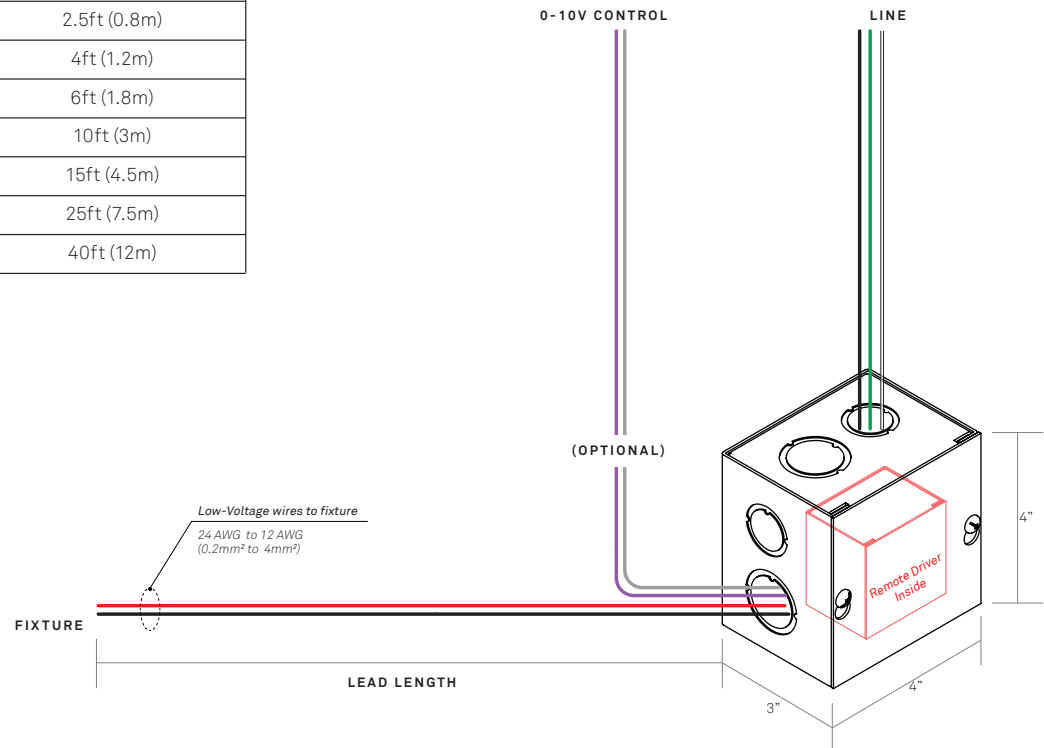 2.5ft (0.8m)
4ft (1.2m)
6ft (1.8m)
10ft (3m)
15ft (4.5m)
25ft (7.5m)
40ft (12m)
0-10V CONTROL
LINE
(OPTIONAL)
Low-Voltage wires to fixture
24 AWG to 12 AWG
(0.2mm² to 4mm²)
FIXTURE
LEAD LENGTH
Remote Driver
Inside
4”
4”
3”